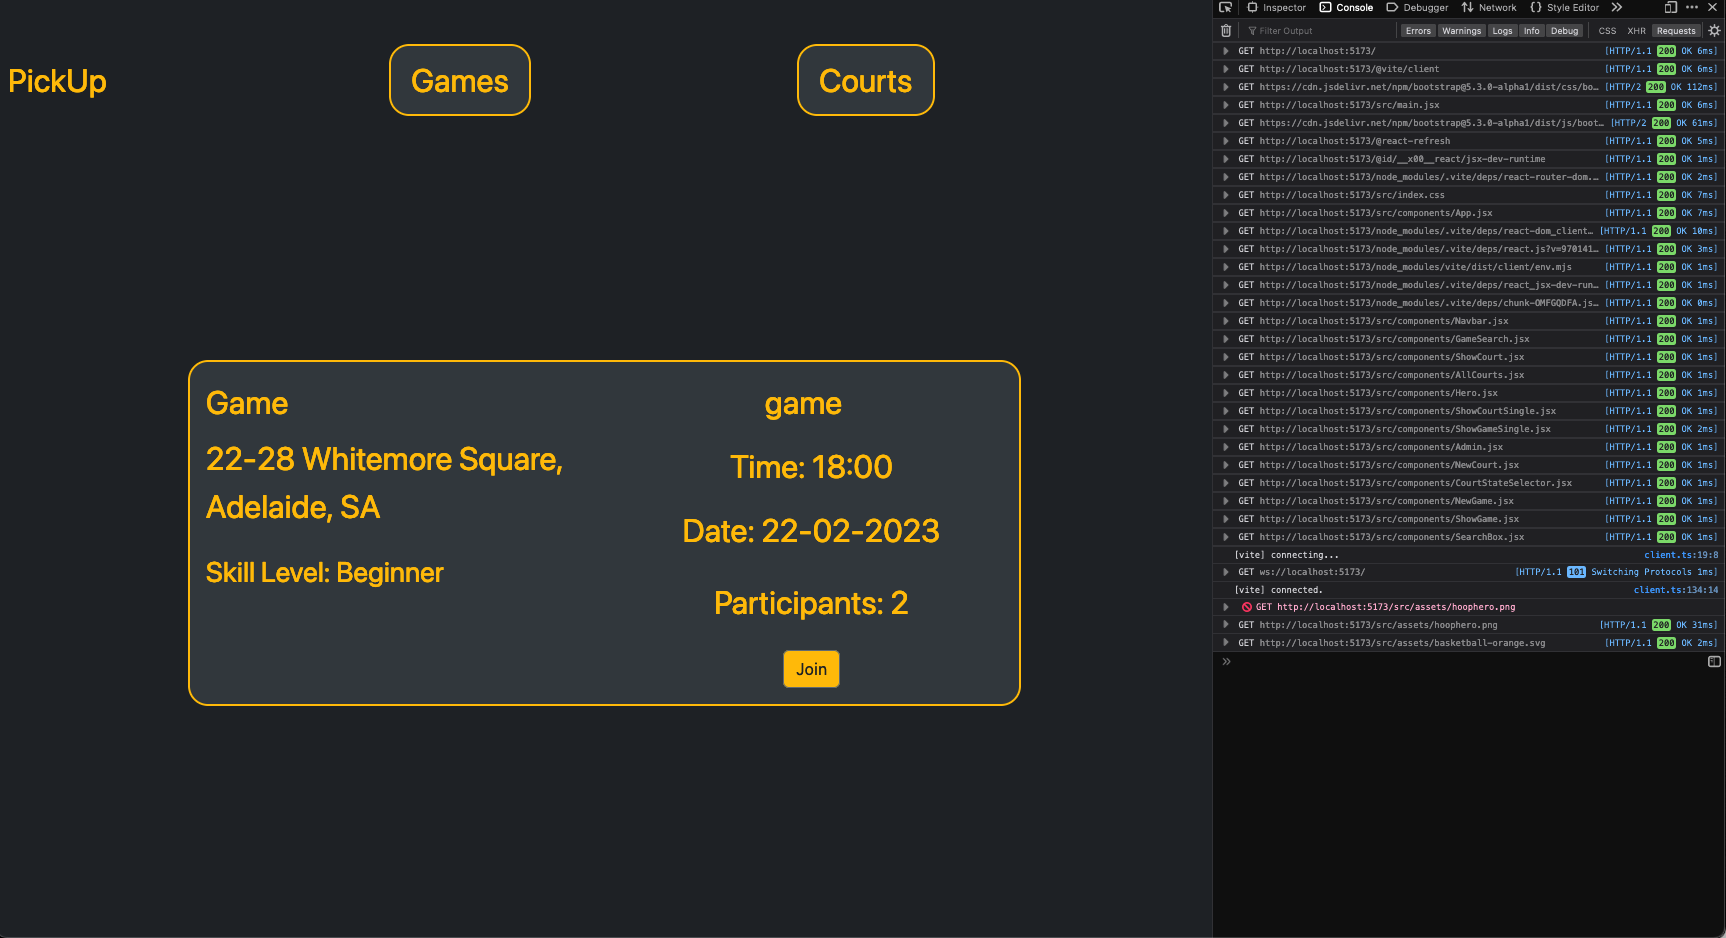 PickUp
Games
Courts
Game
22-28 Whitemore Square,
Adelaide, SA
Skill Level: Beginner
game
Time: 18:00
Date: 22-02-2023
Participants: 2
Join
Inspector Console Debugger Network Style Editor
Filter Output Errors Warnings Logs Info Debug CSS XHR Requests
GET http://localhost:5173/ [HTTP/1.1 200 OK 6ms]
GET http://localhost:5173/@vite/client [HTTP/1.1 200 OK 6ms]
GET https://cdn.jsdelivr.net/npm/bootstrap@5.3.0-alpha1/dist/css/bo… [HTTP/2 200 OK 112ms]
GET http://localhost:5173/src/main.jsx [HTTP/1.1 200 OK 6ms]
GET https://cdn.jsdelivr.net/npm/bootstrap@5.3.0-alpha1/dist/js/boot… [HTTP/2 200 OK 61ms]
GET http://localhost:5173/@react-refresh [HTTP/1.1 200 OK 5ms]
GET http://localhost:5173/@id/__x00__react/jsx-dev-runtime [HTTP/1.1 200 OK 1ms]
GET http://localhost:5173/node_modules/.vite/deps/react-router-dom.… [HTTP/1.1 200 OK 2ms]
GET http://localhost:5173/src/index.css [HTTP/1.1 200 OK 7ms]
GET http://localhost:5173/src/components/App.jsx [HTTP/1.1 200 OK 7ms]
GET http://localhost:5173/node_modules/.vite/deps/react-dom_client… [HTTP/1.1 200 OK 10ms]
GET http://localhost:5173/node_modules/.vite/deps/react.js?v=970141… [HTTP/1.1 200 OK 3ms]
GET http://localhost:5173/node_modules/vite/dist/client/env.mjs [HTTP/1.1 200 OK 1ms]
GET http://localhost:5173/node_modules/.vite/deps/react_jsx-dev-run… [HTTP/1.1 200 OK 1ms]
GET http://localhost:5173/node_modules/.vite/deps/chunk-OMFGQDFA.js… [HTTP/1.1 200 OK 0ms]
GET http://localhost:5173/src/components/Navbar.jsx [HTTP/1.1 200 OK 1ms]
GET http://localhost:5173/src/components/GameSearch.jsx [HTTP/1.1 200 OK 1ms]
GET http://localhost:5173/src/components/ShowCourt.jsx [HTTP/1.1 200 OK 1ms]
GET http://localhost:5173/src/components/AllCourts.jsx [HTTP/1.1 200 OK 1ms]
GET http://localhost:5173/src/components/Hero.jsx [HTTP/1.1 200 OK 1ms]
GET http://localhost:5173/src/components/ShowCourtSingle.jsx [HTTP/1.1 200 OK 1ms]
GET http://localhost:5173/src/components/ShowGameSingle.jsx [HTTP/1.1 200 OK 2ms]
GET http://localhost:5173/src/components/Admin.jsx [HTTP/1.1 200 OK 1ms]
GET http://localhost:5173/src/components/NewCourt.jsx [HTTP/1.1 200 OK 1ms]
GET http://localhost:5173/src/components/CourtStateSelector.jsx [HTTP/1.1 200 OK 1ms]
GET http://localhost:5173/src/components/NewGame.jsx [HTTP/1.1 200 OK 1ms]
GET http://localhost:5173/src/components/ShowGame.jsx [HTTP/1.1 200 OK 1ms]
GET http://localhost:5173/src/components/SearchBox.jsx [HTTP/1.1 200 OK 1ms]
[vite] connecting... client.ts:19:8
GET ws://localhost:5173/ [HTTP/1.1 101 Switching Protocols 1ms]
[vite] connected. client.ts:134:14
GET http://localhost:5173/src/assets/hoophero.png
GET http://localhost:5173/src/assets/hoophero.png [HTTP/1.1 200 OK 31ms]
GET http://localhost:5173/src/assets/basketball-orange.svg [HTTP/1.1 200 OK 2ms]